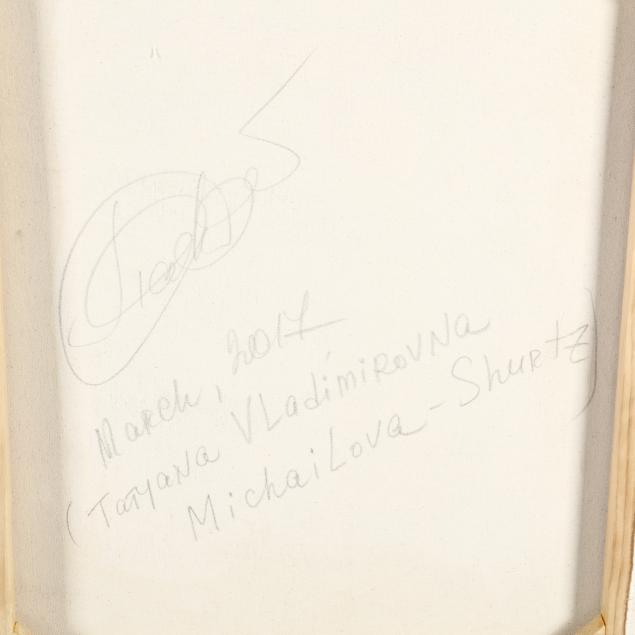 March, 2017
(Tatyana Vladimirovna
Michailova-Shurtz)